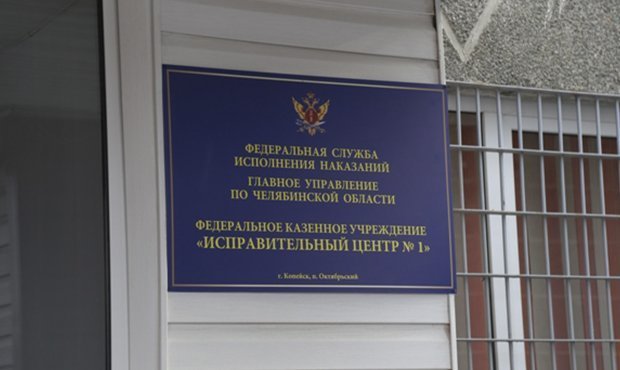 ФЕДЕРАЛЬНАЯ СЛУЖБА
ИСПОЛНЕНИЯ НАКАЗАНИЙ
ГЛАВНОЕ УПРАВЛЕНИЕ
ПО ЧЕЛЯБИНСКОЙ ОБЛАСТИ
ФЕДЕРАЛЬНОЕ КАЗЕННОЕ УЧРЕЖДЕНИЕ
«ИСПРАВИТЕЛЬНЫЙ ЦЕНТР № 1»
г. Копейск, п. Октябрьский